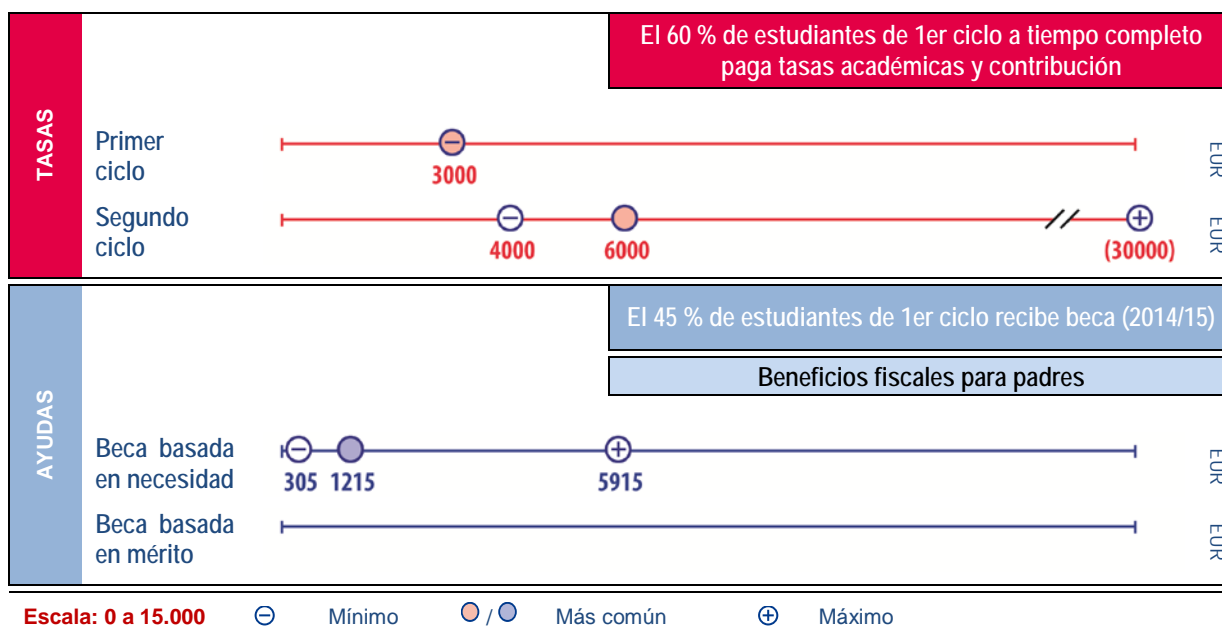 El 60 % de estudiantes de 1er ciclo a tiempo completo
paga tasas académicas y contribución
TASAS
Primer
ciclo
3000
EUR
Segundo
ciclo
4000 6000 (30000)
EUR
El 45 % de estudiantes de 1er ciclo recibe beca (2014/15)
Beneficios fiscales para padres
AYUDAS
Beca basada
en necesidad
305 1215 5915
EUR
Beca basada
en mérito
EUR
Escala: 0 a 15.000 Mínimo / Más común Máximo